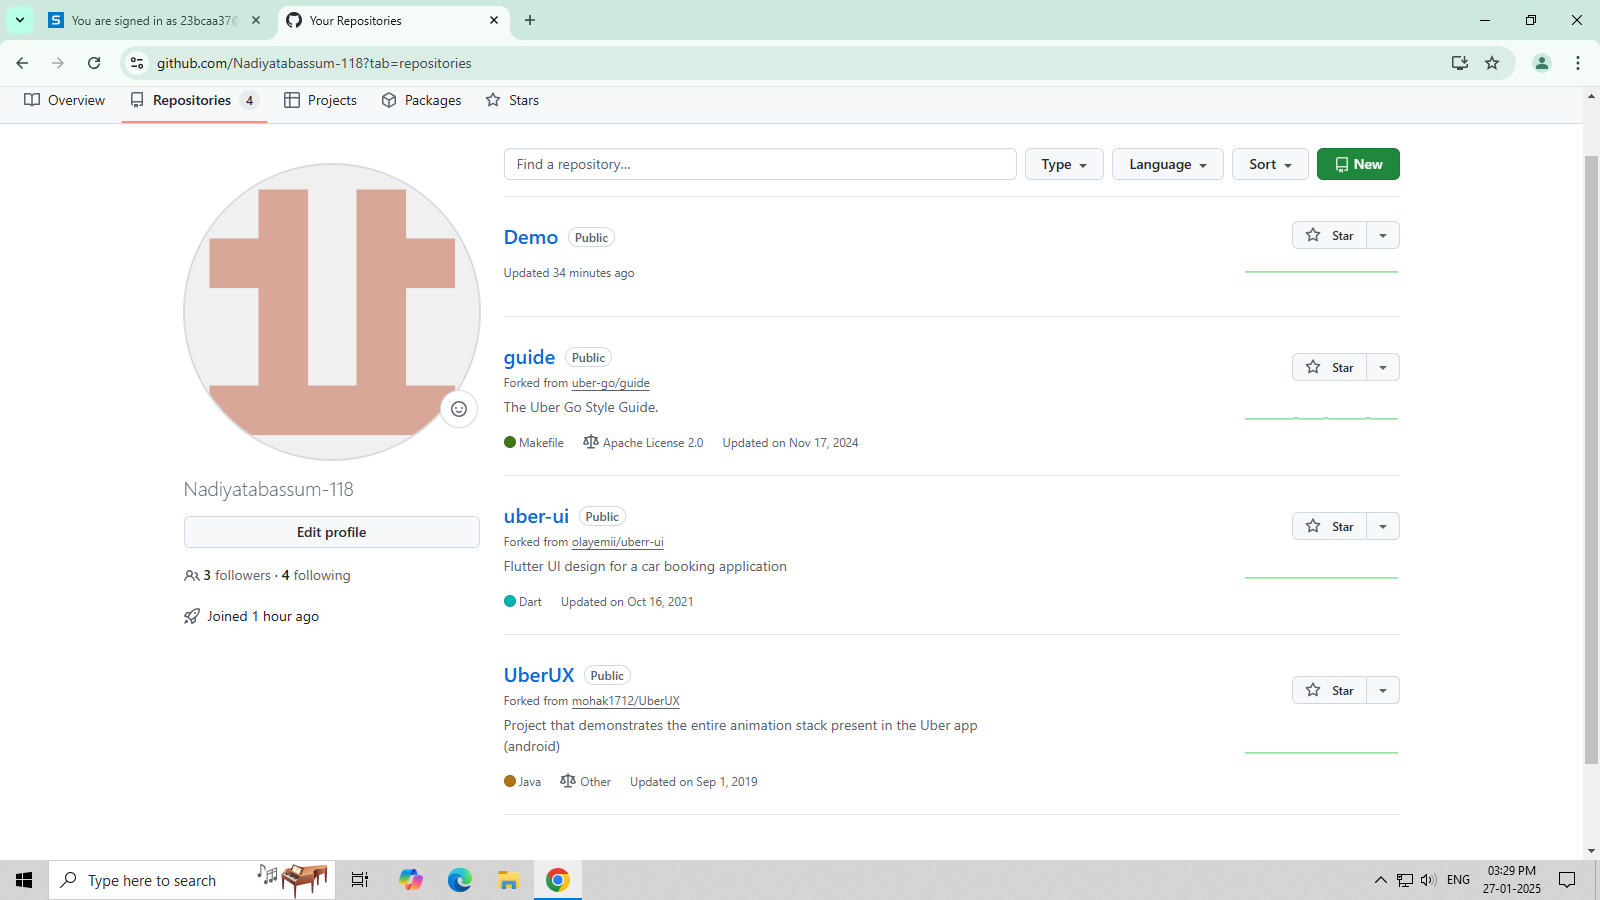 You are signed in as 23bcaa37@
Your Repositories
github.com/Nadiyatabassum-118?tab=repositories
Overview
Repositories 4
Projects
Packages
Stars
Find a repository...
Type
Language
Sort
New
Demo Public
Star
Updated 34 minutes ago
guide Public
Star
Forked from uber-go/guide
The Uber Go Style Guide.
Makefile Apache License 2.0 Updated on Nov 17, 2024
Nadiyatabassum-118
Edit profile
3 followers · 4 following
Joined 1 hour ago
uber-ui Public
Star
Forked from olayemii/uberr-ui
Flutter UI design for a car booking application
Dart Updated on Oct 16, 2021
UberUX Public
Star
Forked from mohak1712/UberUX
Project that demonstrates the entire animation stack present in the Uber app
(android)
Java Other Updated on Sep 1, 2019
Type here to search
ENG
03:29 PM
27-01-2025